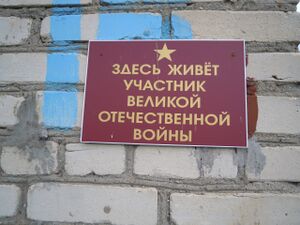 ЗДЕСЬ ЖИВЁТ
УЧАСТНИК
ВЕЛИКОЙ
ОТЕЧЕСТВЕННОЙ
ВОЙНЫ